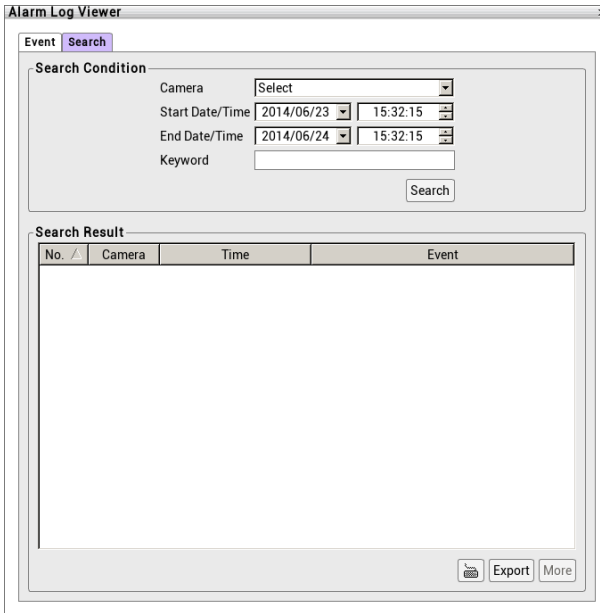 Alarm Log Viewer
Event Search
Search Condition
Camera Select
Start Date/Time 2014/06/23 15:32:15
End Date/Time 2014/06/24 15:32:15
Keyword
Search
Search Result
No. Camera Time Event
Export More